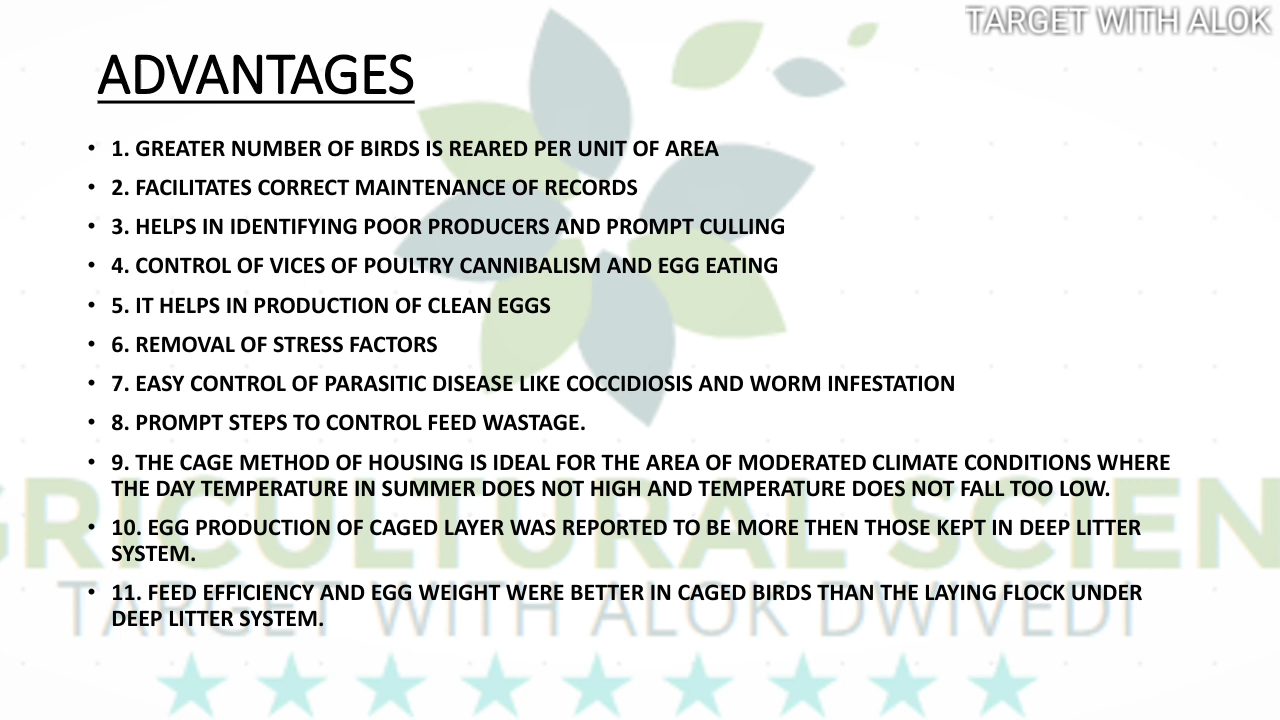 TARGET WITH ALOK
ADVANTAGES
• 1. GREATER NUMBER OF BIRDS IS REARED PER UNIT OF AREA
• 2. FACILITATES CORRECT MAINTENANCE OF RECORDS
• 3. HELPS IN IDENTIFYING POOR PRODUCERS AND PROMPT CULLING
• 4. CONTROL OF VICES OF POULTRY CANNIBALISM AND EGG EATING
• 5. IT HELPS IN PRODUCTION OF CLEAN EGGS
• 6. REMOVAL OF STRESS FACTORS
• 7. EASY CONTROL OF PARASITIC DISEASE LIKE COCCIDIOSIS AND WORM INFESTATION
• 8. PROMPT STEPS TO CONTROL FEED WASTAGE.
• 9. THE CAGE METHOD OF HOUSING IS IDEAL FOR THE AREA OF MODERATED CLIMATE CONDITIONS WHERE
THE DAY TEMPERATURE IN SUMMER DOES NOT HIGH AND TEMPERATURE DOES NOT FALL TOO LOW.
• 10. EGG PRODUCTION OF CAGED LAYER WAS REPORTED TO BE MORE THEN THOSE KEPT IN DEEP LITTER
SYSTEM.
• 11. FEED EFFICIENCY AND EGG WEIGHT WERE BETTER IN CAGED BIRDS THAN THE LAYING FLOCK UNDER
DEEP LITTER SYSTEM.
GRICULTURAL SCIEN
TARGET WITH ALOK DWIVEDI